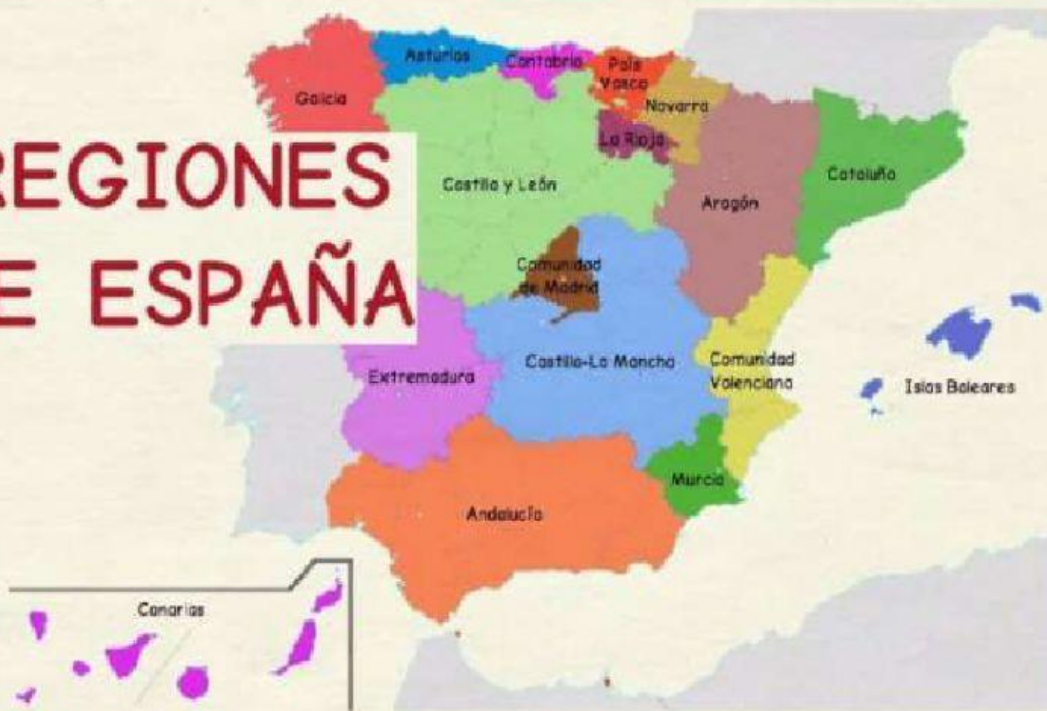 REGIONES
E ESPAÑA
Galicia
Asturias
Cantabria
País
Vasco
Navarra
La Rioja
Castilla y León
Aragón
Cataluña
Comunidad
de Madrid
Castilla-La Mancha
Comunidad
Valenciana
Extremadura
Islas Baleares
Murcia
Andalucía
Canarias